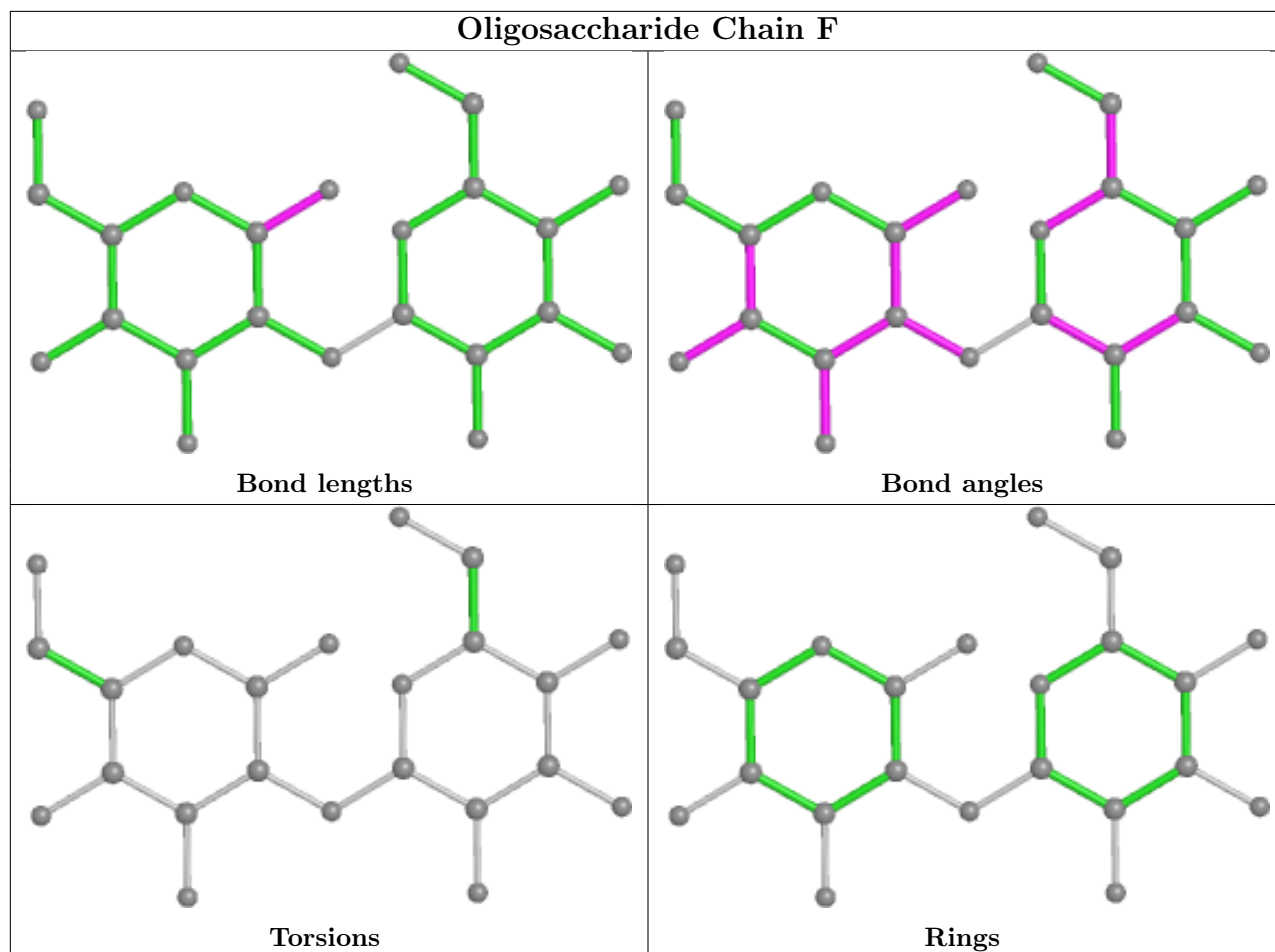 Oligosaccharide Chain F
Bond lengths
Bond angles
Torsions
Rings